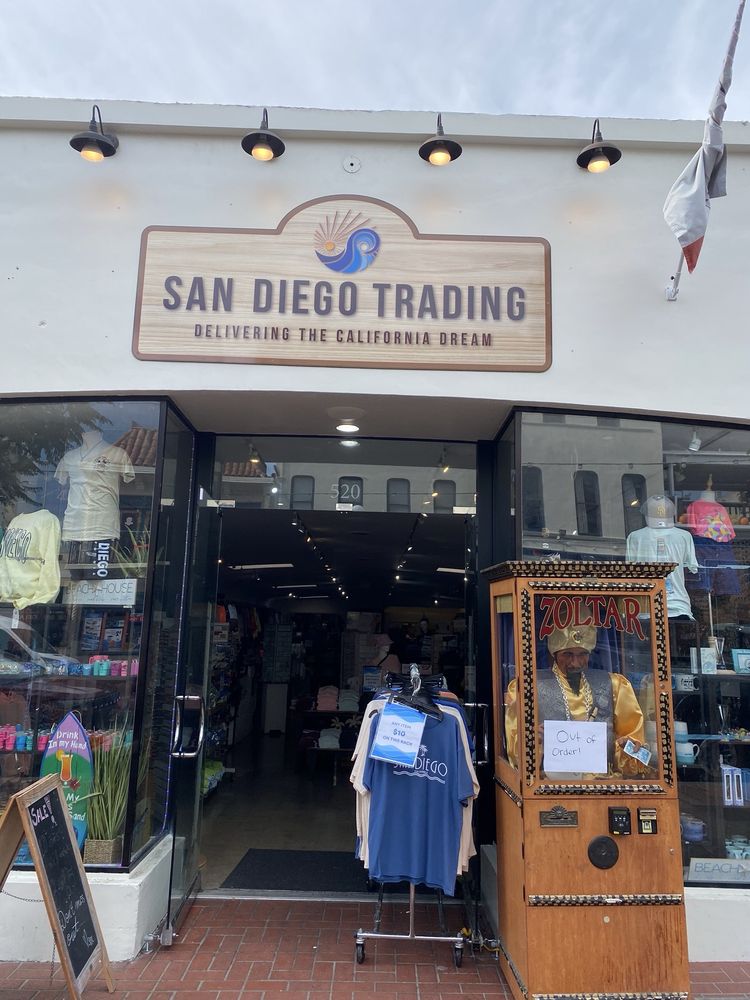 SAN DIEGO TRADING
DELIVERING THE CALIFORNIA DREAM
520
DIEGO
BEACH HOUSE
ZOLTAR
Out of
Order!
ANY ITEM
$10
ON THIS RACK
SAN DIEGO
Drink
in my Hand
SALE
BEACH